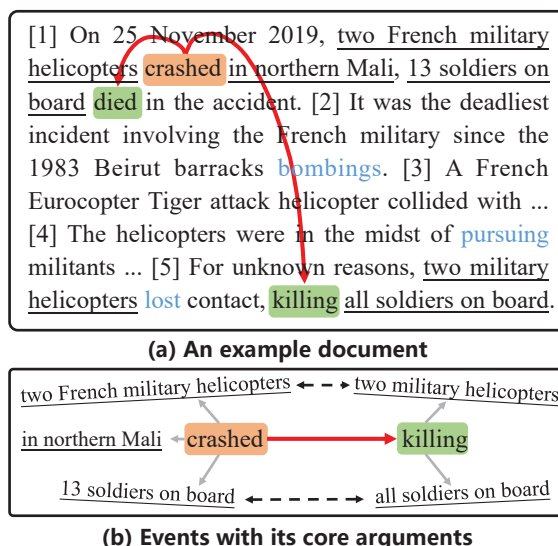 [1] On 25 November 2019, two French military
helicopters crashed in northern Mali, 13 soldiers on
board died in the accident. [2] It was the deadliest
incident involving the French military since the
1983 Beirut barracks bombings. [3] A French
Eurocopter Tiger attack helicopter collided with ...
[4] The helicopters were in the midst of pursuing
militants ... [5] For unknown reasons, two military
helicopters lost contact, killing all soldiers on board.
(a) An example document
two French military helicopters two military helicopters
in northern Mali crashed killing
13 soldiers on board all soldiers on board
(b) Events with its core arguments